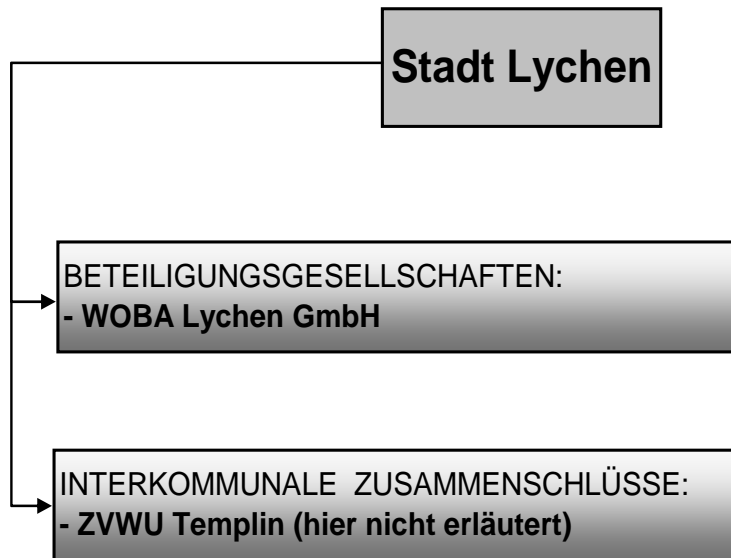 Stadt Lychen
BETEILIGUNGSGESELLSCHAFTEN:
- WOBA Lychen GmbH
INTERKOMMUNALE ZUSAMMENSCHLÜSSE:
- ZVWU Templin (hier nicht erläutert)